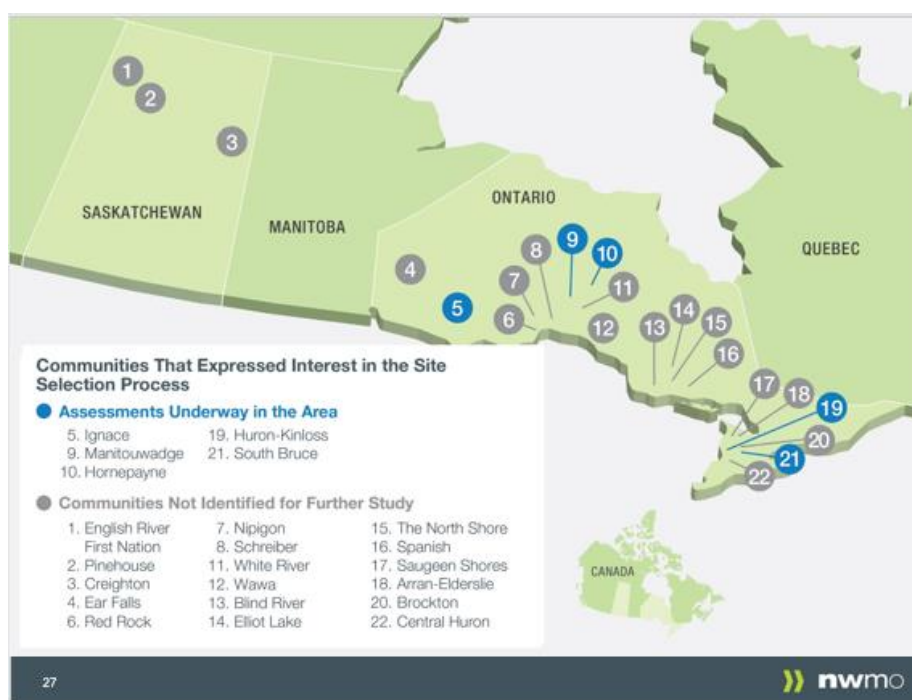 1
2
3
SASKATCHEWAN
MANITOBA
ONTARIO
QUEBEC
4
5
6
7
8
9
10
11
12
13
14
15
16
17
18
19
20
21
22
Communities That Expressed Interest in the Site
Selection Process
Assessments Underway in the Area
5. Ignace
9. Manitouwadge
10. Hornepayne
19. Huron-Kinloss
21. South Bruce
Communities Not Identified for Further Study
1. English River
First Nation
2. Pinehouse
3. Creighton
4. Ear Falls
6. Red Rock
7. Nipigon
8. Schreiber
11. White River
12. Wawa
13. Blind River
14. Elliot Lake
15. The North Shore
16. Spanish
17. Saugeen Shores
18. Arran-Elderslie
20. Brockton
22. Central Huron
CANADA
27
nwmo